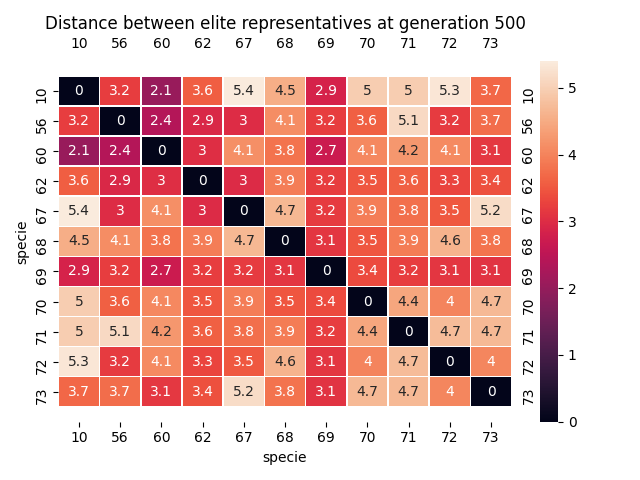 Distance between elite representatives at generation 500
10 56 60 62 67 68 69 70 71 72 73
10 0 3.2 2.1 3.6 5.4 4.5 2.9 5 5 5.3 3.7 10
56 3.2 0 2.4 2.9 3 4.1 3.2 3.6 5.1 3.2 3.7 56
60 2.1 2.4 0 3 4.1 3.8 2.7 4.1 4.2 4.1 3.1 60
62 3.6 2.9 3 0 3 3.9 3.2 3.5 3.6 3.3 3.4 62
67 5.4 3 4.1 3 0 4.7 3.2 3.9 3.8 3.5 5.2 67
68 4.5 4.1 3.8 3.9 4.7 0 3.1 3.5 3.9 4.6 3.8 68
69 2.9 3.2 2.7 3.2 3.2 3.1 0 3.4 3.2 3.1 3.1 69
70 5 3.6 4.1 3.5 3.9 3.5 3.4 0 4.4 4 4.7 70
71 5 5.1 4.2 3.6 3.8 3.9 3.2 4.4 0 4.7 4.7 71
72 5.3 3.2 4.1 3.3 3.5 4.6 3.1 4 4.7 0 4 72
73 3.7 3.7 3.1 3.4 5.2 3.8 3.1 4.7 4.7 4 0 73
10 56 60 62 67 68 69 70 71 72 73
specie
specie
5
4
3
2
1
0